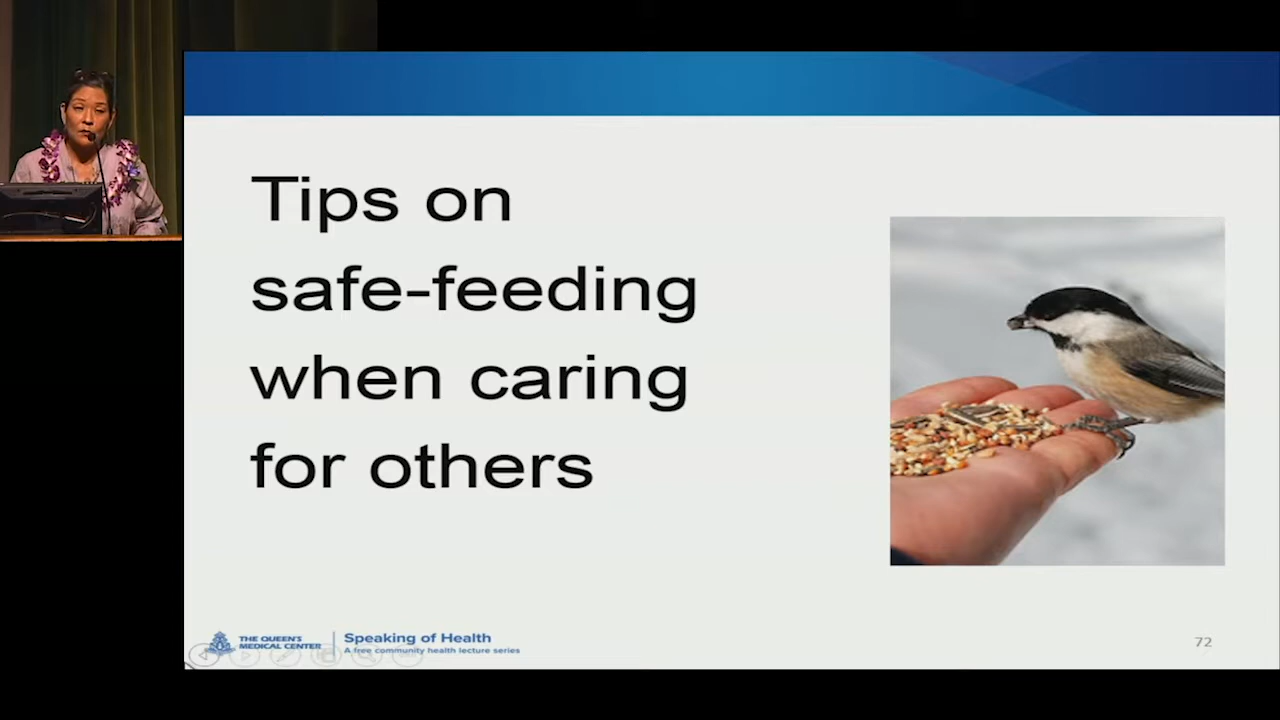 Tips on
safe-feeding
when caring
for others
THE QUEEN'S
MEDICAL CENTER
Speaking of Health
A free community health lecture series
72